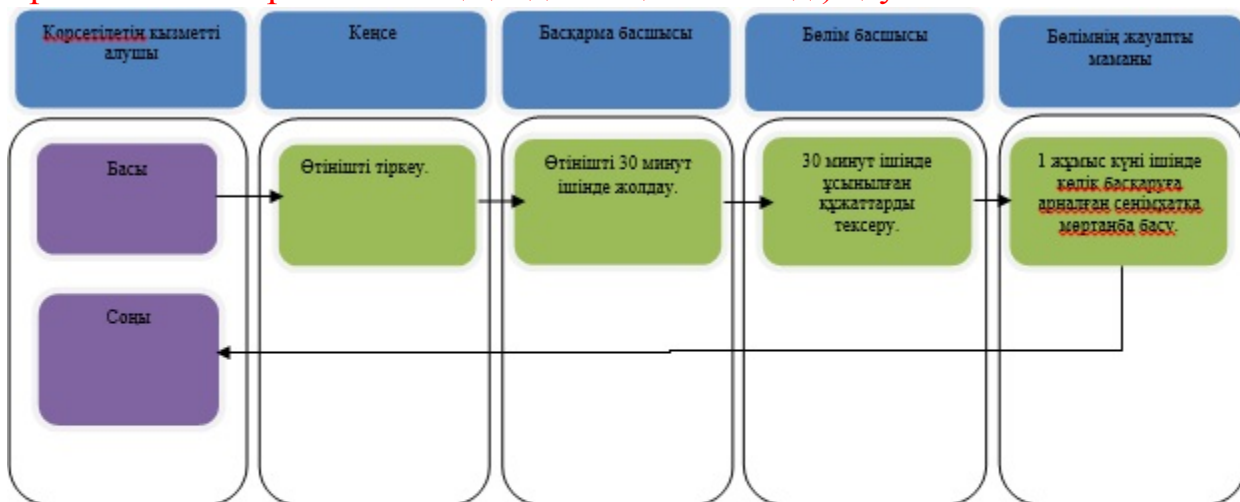 Көрсетілетін қызметті
алушы
Кеңсе
Басқарма басшысы
Бөлім басшысы
Бөлімнің жауапты
маманы
Басы
Өтінішті тіркеу.
Өтінішті 30 минут
ішінде жолдау.
30 минут ішінде
ұсынылған
құжаттарды
тексеру.
1 жұмыс күні ішінде
көлік басқаруға
арналған сенімхатқа
мөртаңба басу.
Соңы